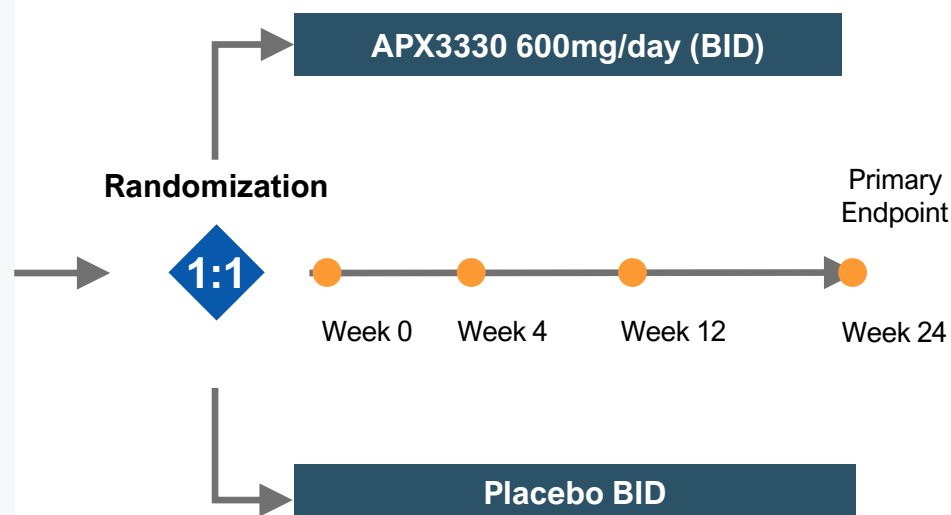 APX3330 600mg/day (BID)
Randomization
Primary
Endpoint
1:1
Week 0
Week 4
Week 12
Week 24
Placebo BID